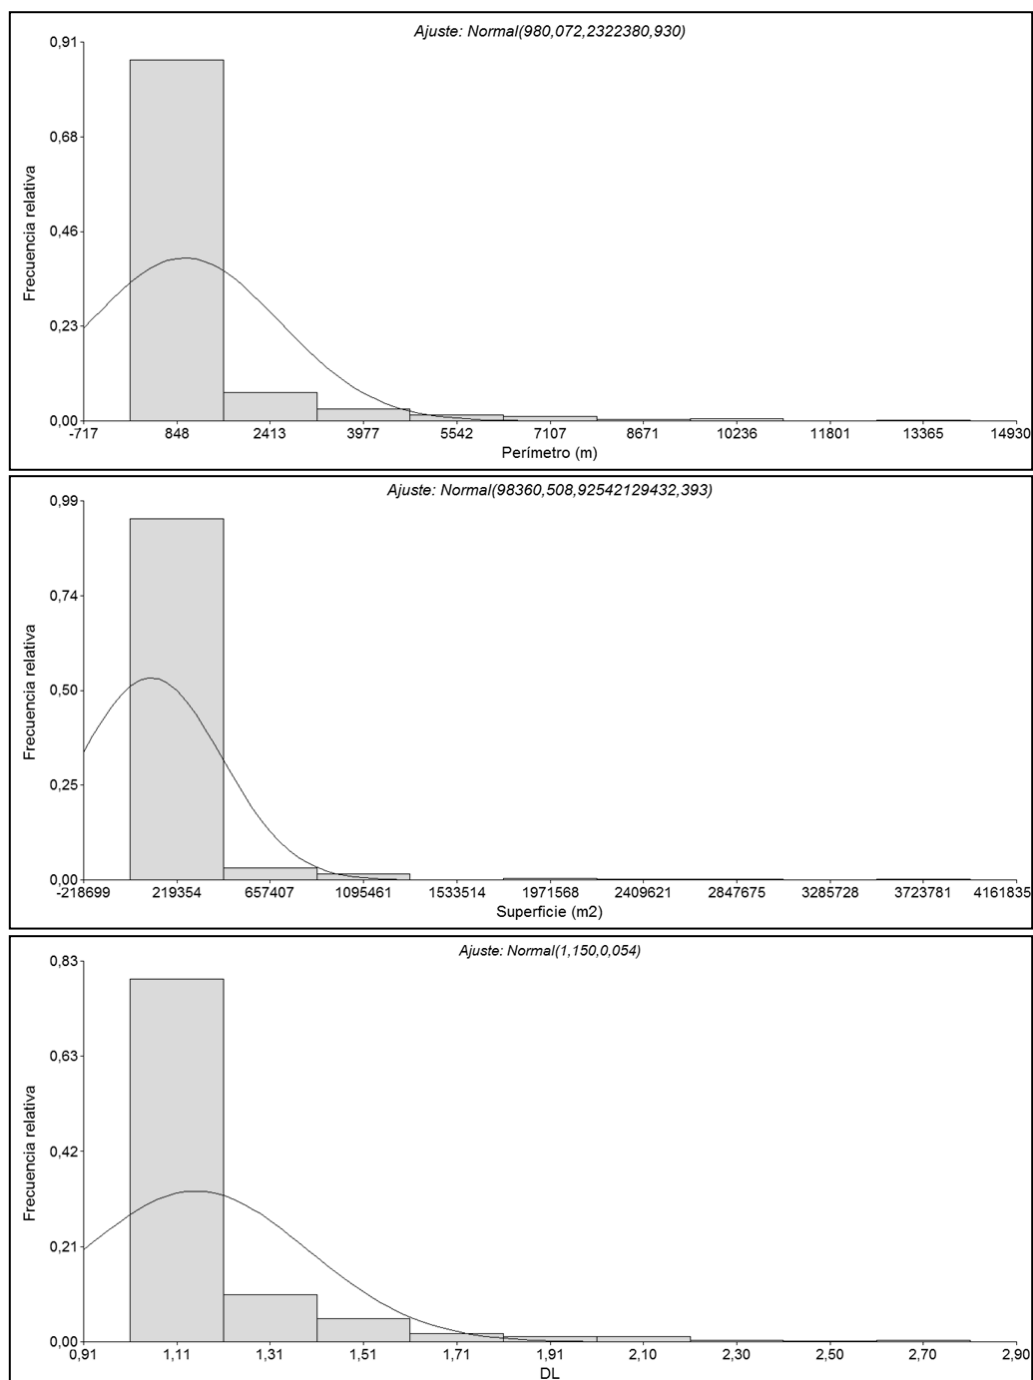 Ajuste: Normal(980,072,2322380,930)
0,91
0,68
0,46
0,23
0,00
Frecuencia relativa
-717 848 2413 3977 5542 7107 8671 10236 11801 13365 14930
Perímetro (m)
Ajuste: Normal(98360,508,92542129432,393)
0,99
0,74
0,50
0,25
0,00
Frecuencia relativa
-218699 219354 657407 1095461 1533514 1971568 2409621 2847675 3285728 3723781 4161835
Superficie (m2)
Ajuste: Normal(1,150,0,054)
0,83
0,63
0,42
0,21
0,00
Frecuencia relativa
0,91 1,11 1,31 1,51 1,71 1,91 2,10 2,30 2,50 2,70 2,90
DL